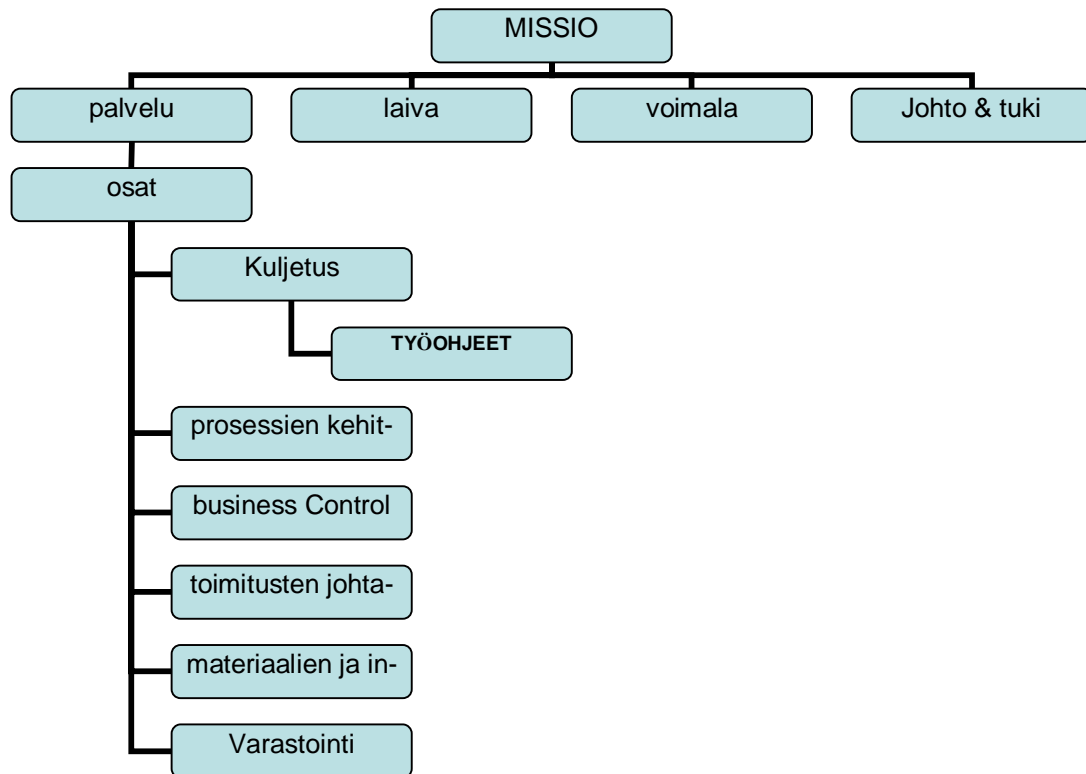 MISSIO
palvelu
laiva
voimala
Johto & tuki
osat
Kuljetus
TYÖOHJEET
prosessien kehit-
business Control
toimitusten johta-
materiaalien ja in-
Varastointi